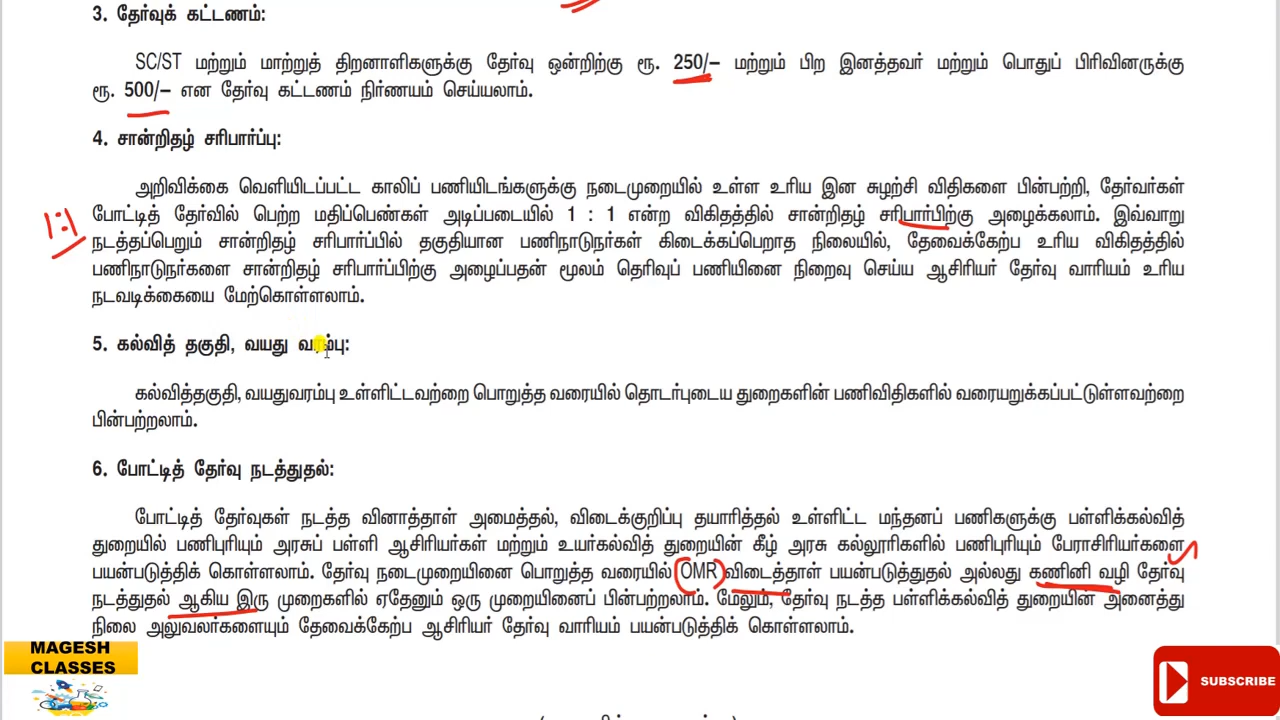 3. தேர்வுக் கட்டணம்:
SC/ST மற்றும் மாற்றுத் திறனாளிகளுக்கு தேர்வு ஒன்றிற்கு ரூ. 250/– மற்றும் பிற இனத்தவர் மற்றும் பொதுப் பிரிவினருக்கு
ரூ. 500/– என தேர்வு கட்டணம் நிர்ணயம் செய்யலாம்.
4. சான்றிதழ் சரிபார்ப்பு:
அறிவிக்கை வெளியிடப்பட்ட காலிப் பணியிடங்களுக்கு நடைமுறையில் உள்ள உரிய இன சுழற்சி விதிகளை பின்பற்றி, தேர்வர்கள்
1:1 போட்டித் தேர்வில் பெற்ற மதிப்பெண்கள் அடிப்படையில் 1 : 1 என்ற விகிதத்தில் சான்றிதழ் சரிபார்பிற்கு அழைக்கலாம். இவ்வாறு
நடத்தப்பெறும் சான்றிதழ் சரிபார்ப்பில் தகுதியான பணிநாடுநர்கள் கிடைக்கப்பெறாத நிலையில், தேவைக்கேற்ப உரிய விகிதத்தில்
பணிநாடுநர்களை சான்றிதழ் சரிபார்ப்பிற்கு அழைப்பதன் மூலம் தெரிவுப் பணியினை நிறைவு செய்ய ஆசிரியர் தேர்வு வாரியம் உரிய
நடவடிக்கையை மேற்கொள்ளலாம்.
5. கல்வித் தகுதி, வயது வரம்பு:
கல்வித்தகுதி, வயதுவரம்பு உள்ளிட்டவற்றை பொறுத்த வரையில் தொடர்புடைய துறைகளின் பணிவிதிகளில் வரையறுக்கப்பட்டுள்ளவற்றை
பின்பற்றலாம்.
6. போட்டித் தேர்வு நடத்துதல்:
போட்டித் தேர்வுகள் நடத்த வினாத்தாள் அமைத்தல், விடைக்குறிப்பு தயாரித்தல் உள்ளிட்ட மந்தனப் பணிகளுக்கு பள்ளிக்கல்வித்
துறையில் பணிபுரியும் அரசுப் பள்ளி ஆசிரியர்கள் மற்றும் உயர்கல்வித் துறையின் கீழ் அரசு கல்லூரிகளில் பணிபுரியும் பேராசிரியர்களை
பயன்படுத்திக் கொள்ளலாம். தேர்வு நடைமுறையினை பொறுத்த வரையில் OMR விடைத்தாள் பயன்படுத்துதல் அல்லது கணினி வழி தேர்வு
நடத்துதல் ஆகிய இரு முறைகளில் ஏதேனும் ஒரு முறையினைப் பின்பற்றலாம். மேலும், தேர்வு நடத்த பள்ளிக்கல்வித் துறையின் அனைத்து
நிலை அலுவலர்களையும் தேவைக்கேற்ப ஆசிரியர் தேர்வு வாரியம் பயன்படுத்திக் கொள்ளலாம்.
MAGESH
CLASSES
SUBSCRIBE